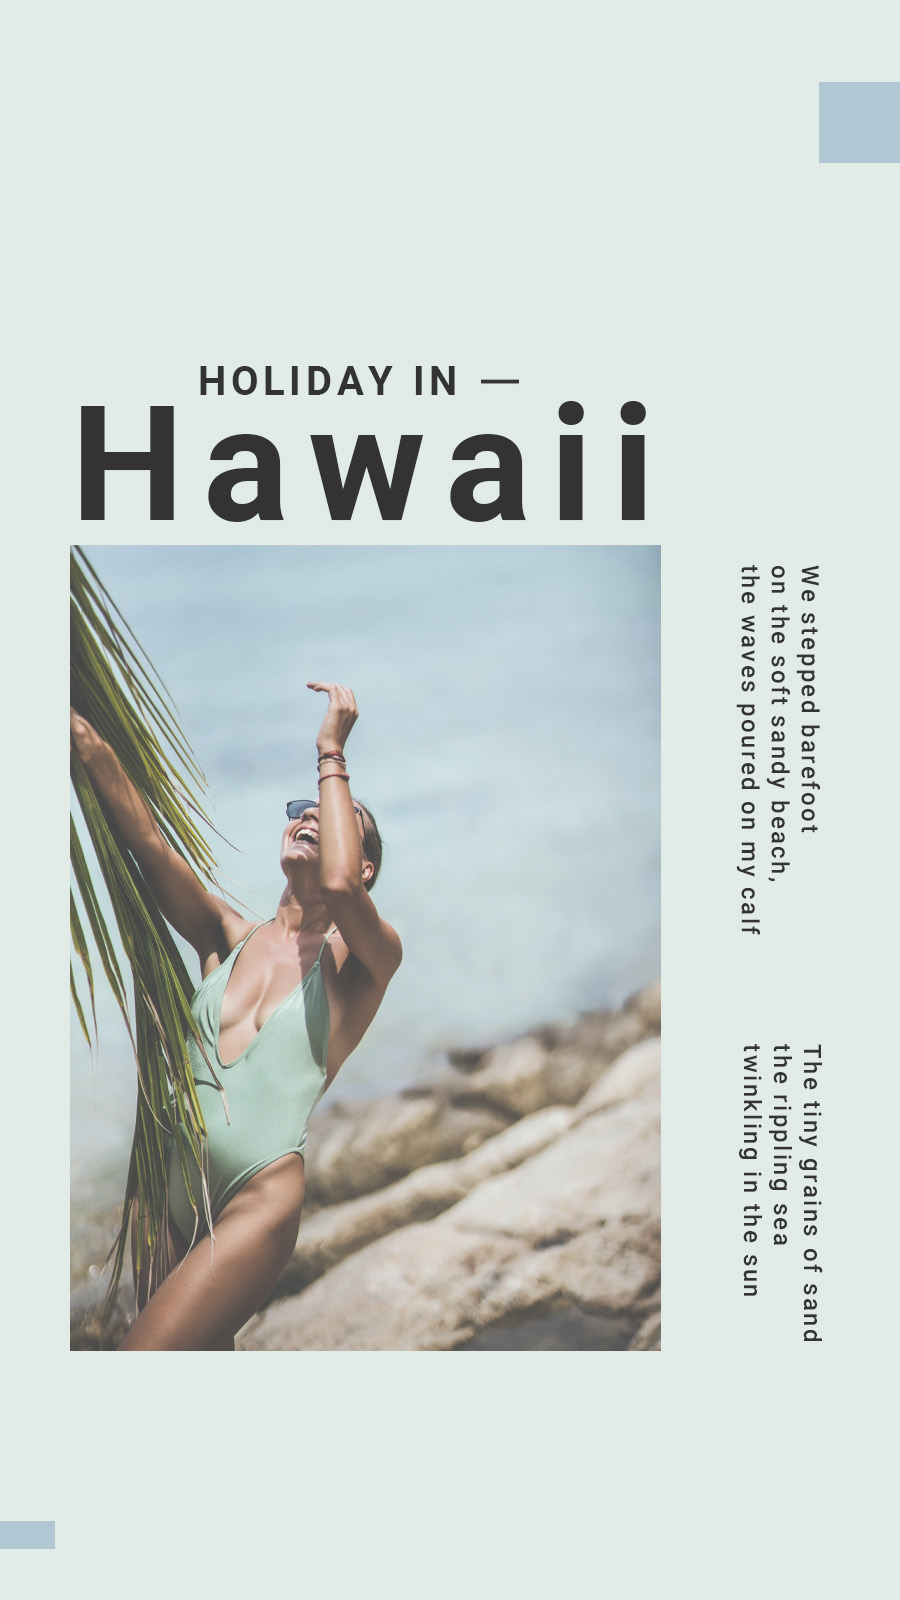 HOLIDAY IN —
Hawaii
We stepped barefoot
on the soft sandy beach,
the waves poured on my calf
The tiny grains of sand
the rippling sea
twinkling in the sun